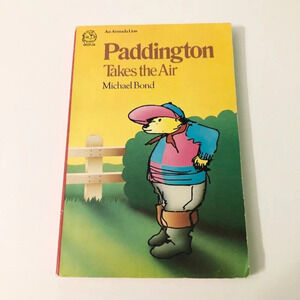 An Armada Lion
Paddington
Takes the Air
Michael Bond